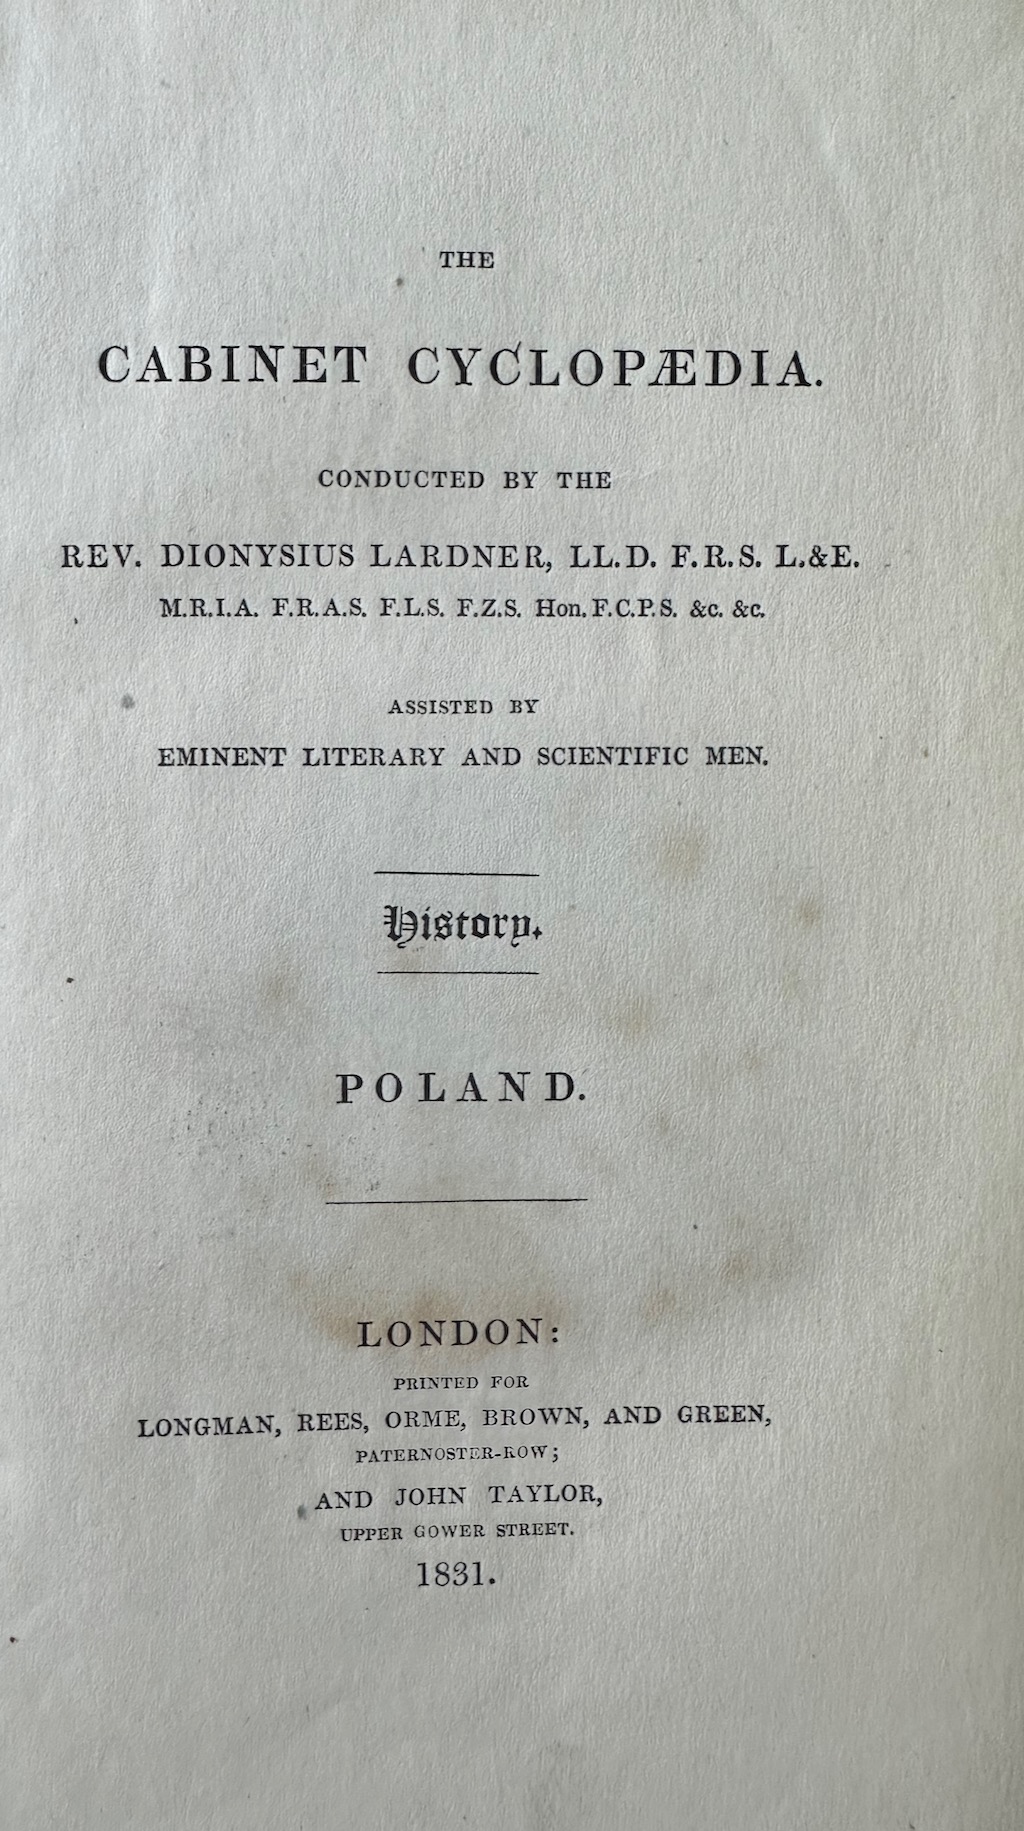 THE
CABINET CYCLOPÆDIA.
CONDUCTED BY THE
REV. DIONYSIUS LARDNER, LL.D. F.R.S. L.&E.
M.R.I.A. F.R.A.S. F.L.S. F.Z.S. Hon. F.C.P.S. &c. &c.
ASSISTED BY
EMINENT LITERARY AND SCIENTIFIC MEN.
History.
POLAND.
LONDON:
PRINTED FOR
LONGMAN, REES, ORME, BROWN, AND GREEN,
PATERNOSTER-ROW;
AND JOHN TAYLOR,
UPPER GOWER STREET.
1831.